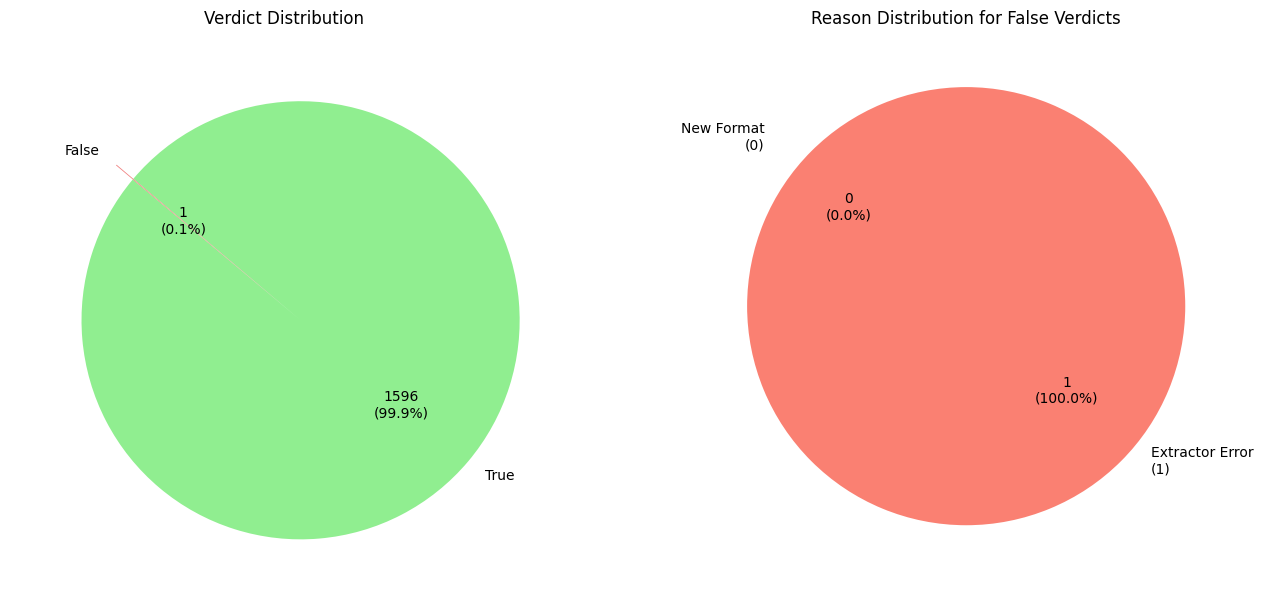 Verdict Distribution
False
1
(0.1%)
1596
(99.9%)
True
Reason Distribution for False Verdicts
New Format
(0)
0
(0.0%)
1
(100.0%)
Extractor Error
(1)